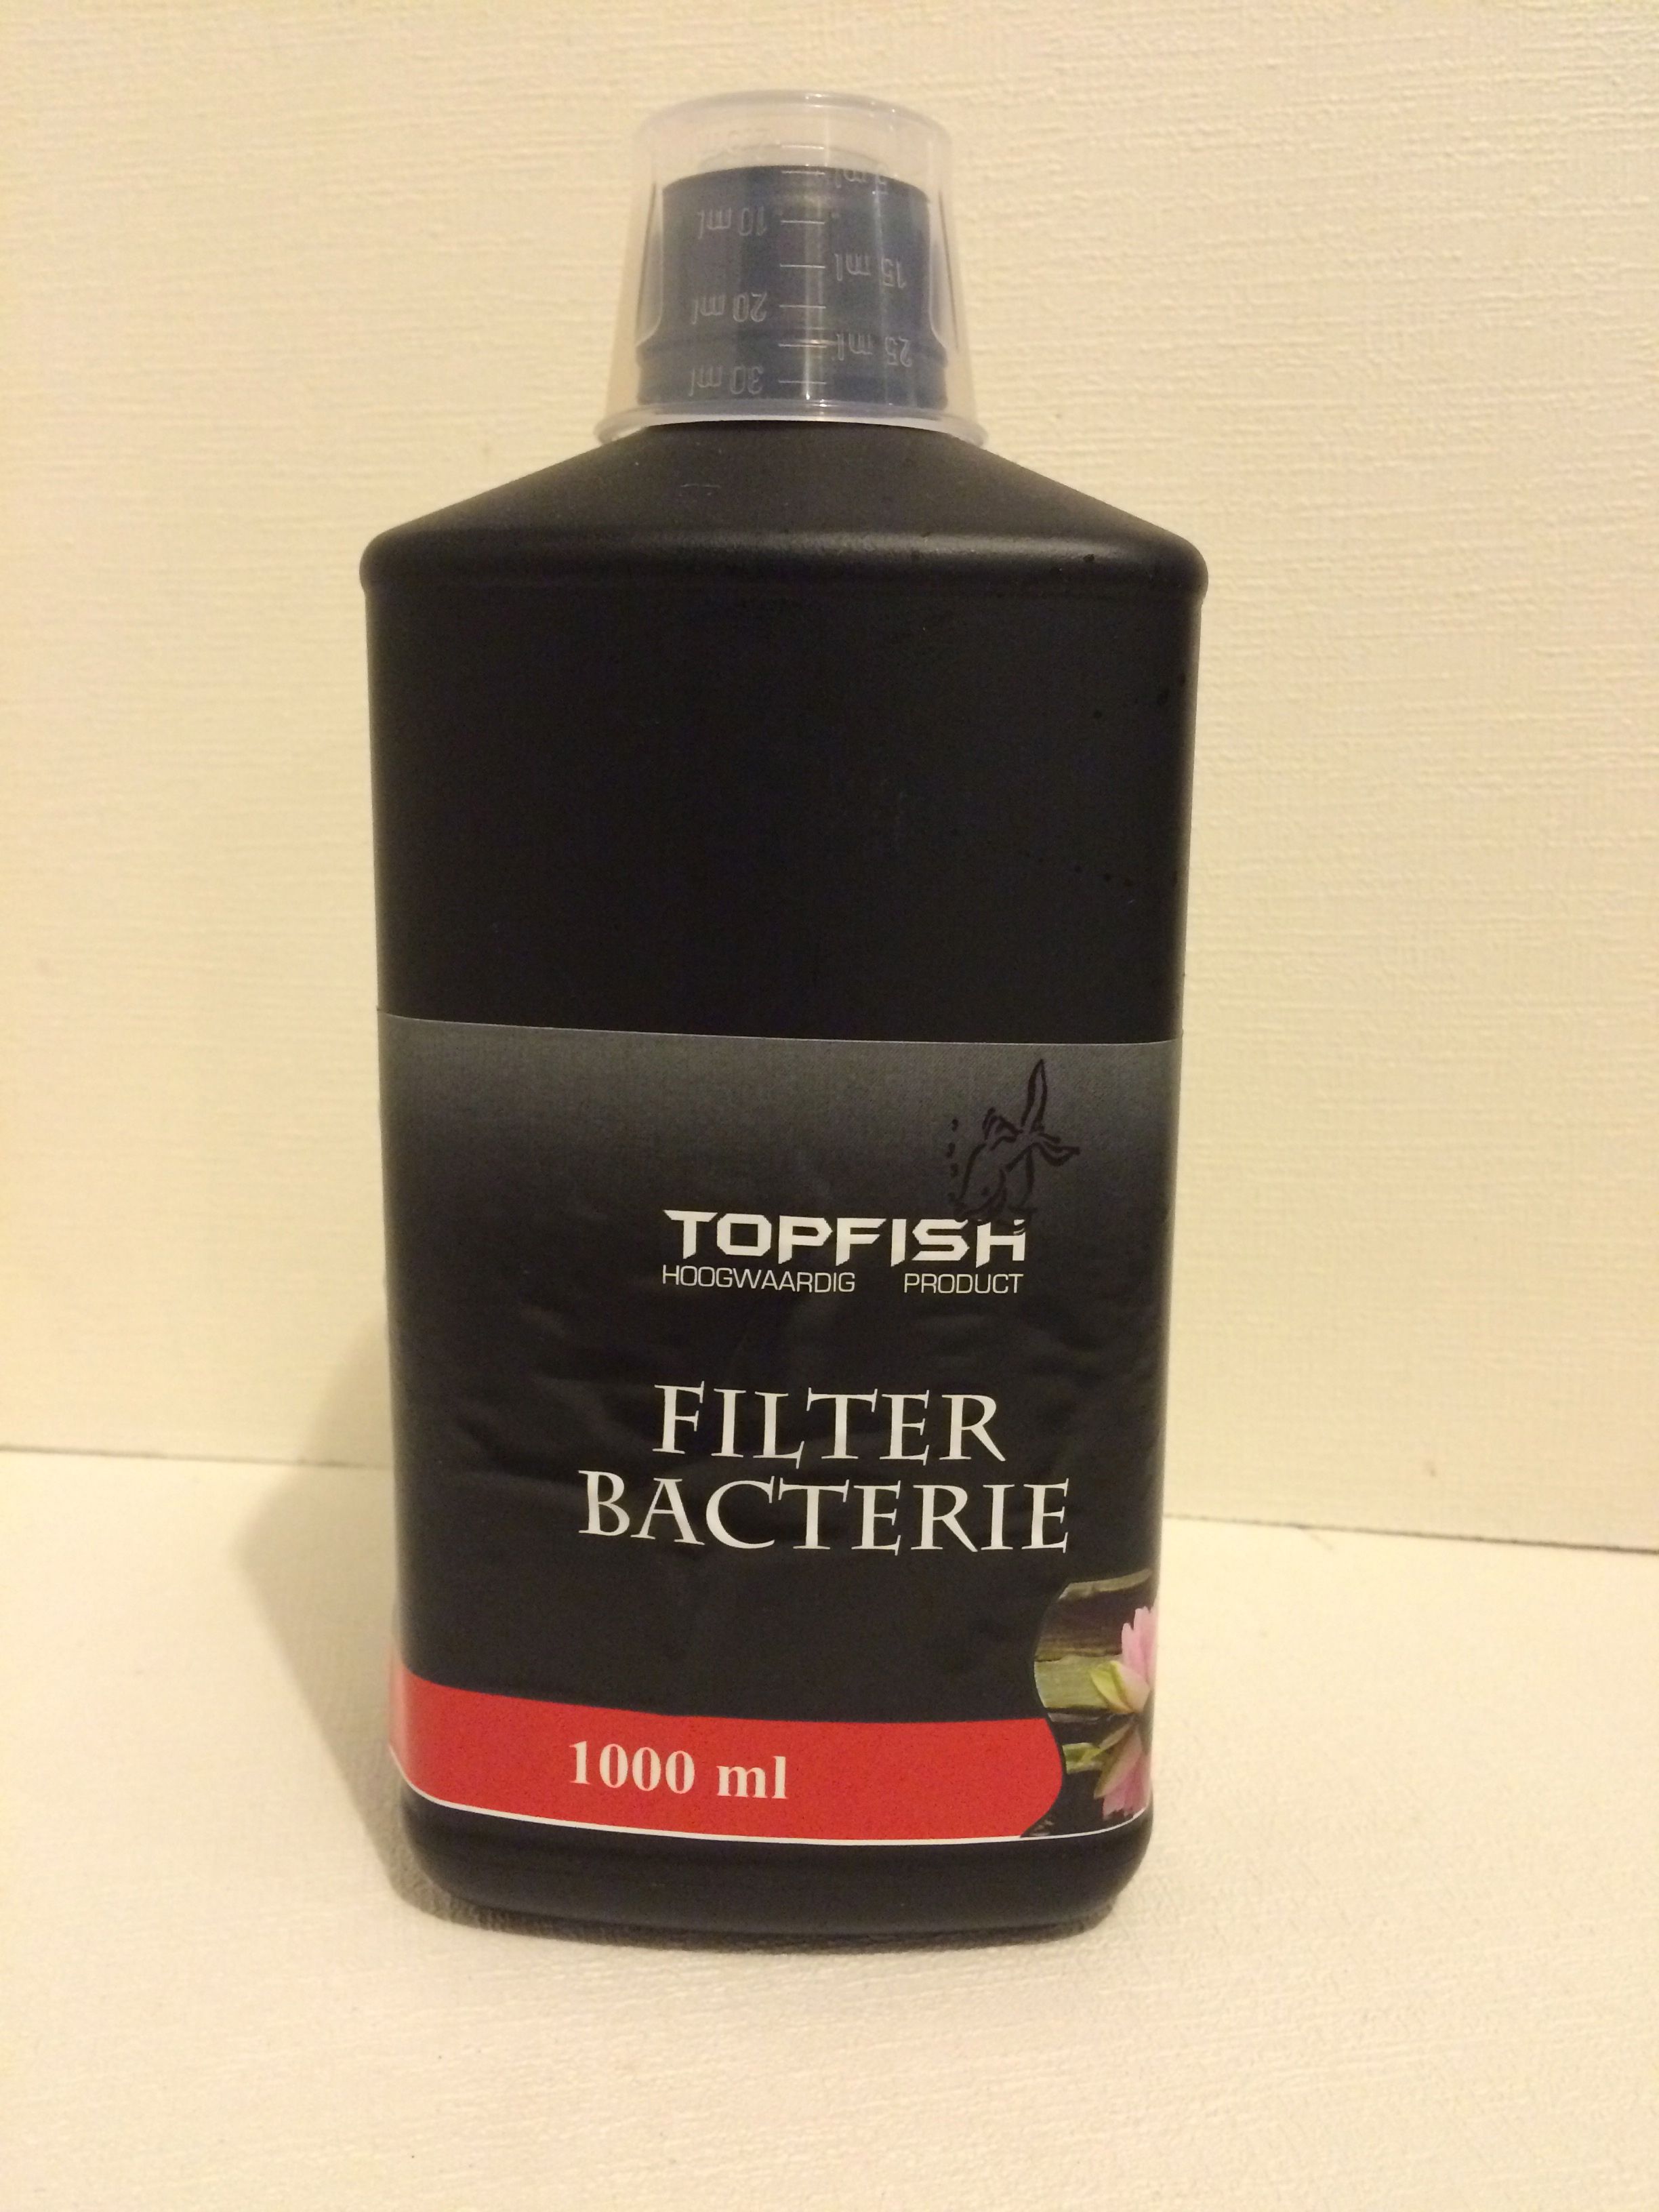 10 ml
15 ml
20 ml
25 ml
30 ml
TOPFISH
HOOGWAARDIG PRODUCT
FILTER
BACTERIE
1000 ml